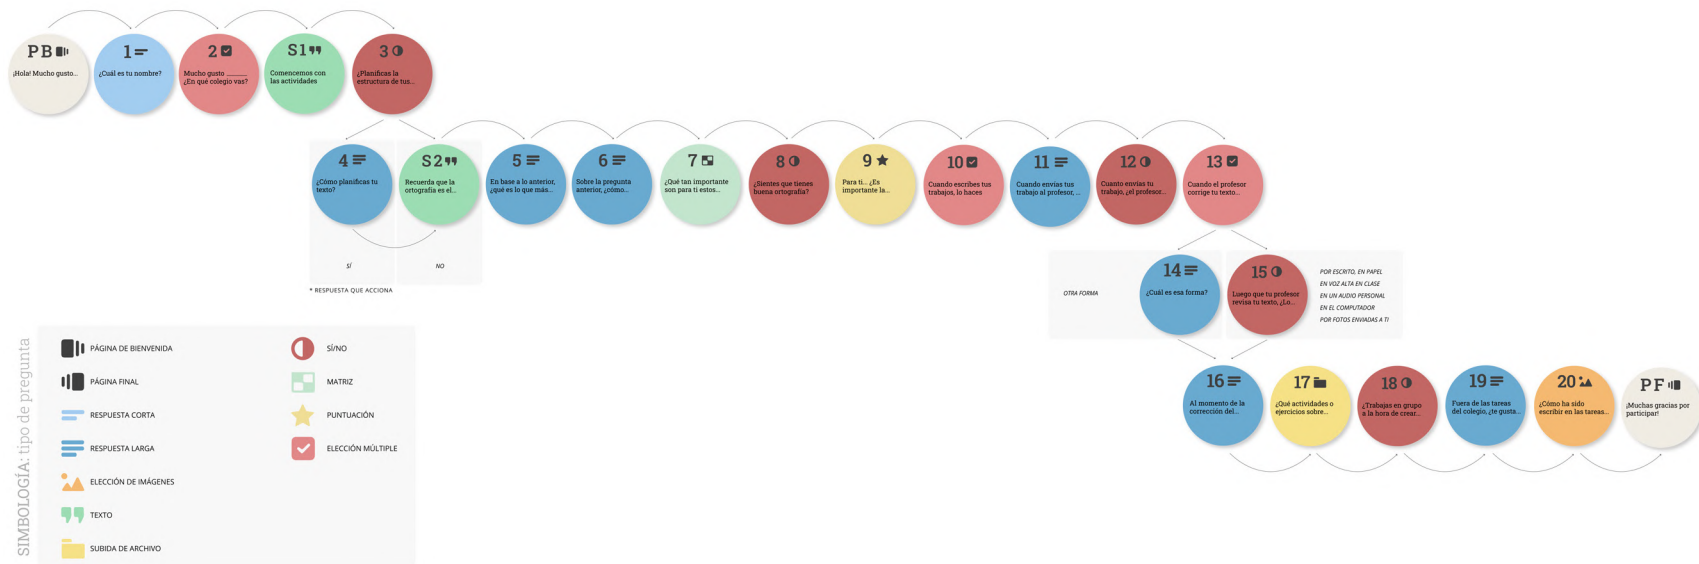 PB
¡Hola! Mucho gusto...
1
¿Cuál es tu nombre?
2
Mucho gusto ________
¿En qué colegio vas?
S1
Comencemos con
las actividades
3
¿Planificas la
estructura de tus...
4
¿Cómo planificas tu
texto?
S2
Recuerda que la
ortografía es el...
5
En base a lo anterior,
¿qué es lo que más...
6
Sobre la pregunta
anterior, ¿cómo...
7
¿Qué tan importante
son para ti estos...
8
¿Sientes que tienes
buena ortografía?
9
Para ti... ¿Es
importante la...
10
Cuando escribes tus
trabajos, lo haces
11
Cuando envías tus
trabajo al profesor, ...
12
Cuanto envías tu
trabajo, ¿el profesor...
13
Cuando el profesor
corrige tu texto...
SÍ
NO
* RESPUESTA QUE ACCIONA
OTRA FORMA
14
¿Cuál es esa forma?
15
Luego que tu profesor
revisa tu texto, ¿Lo...
POR ESCRITO, EN PAPEL
EN VOZ ALTA EN CLASE
EN UN AUDIO PERSONAL
EN EL COMPUTADOR
POR FOTOS ENVIADAS A TI
16
Al momento de la
corrección del...
17
¿Qué actividades o
ejercicios sobre...
18
¿Trabajas en grupo
a la hora de crear...
19
Fuera de las tareas
del colegio, ¿te gusta...
20
¿Cómo ha sido
escribir en las tareas...
PF
¡Muchas gracias por
participar!
SIMBOLOGÍA: tipo de pregunta
PÁGINA DE BIENVENIDA
PÁGINA FINAL
RESPUESTA CORTA
RESPUESTA LARGA
ELECCIÓN DE IMÁGENES
TEXTO
SUBIDA DE ARCHIVO
SÍ/NO
MATRIZ
PUNTUACIÓN
ELECCIÓN MÚLTIPLE